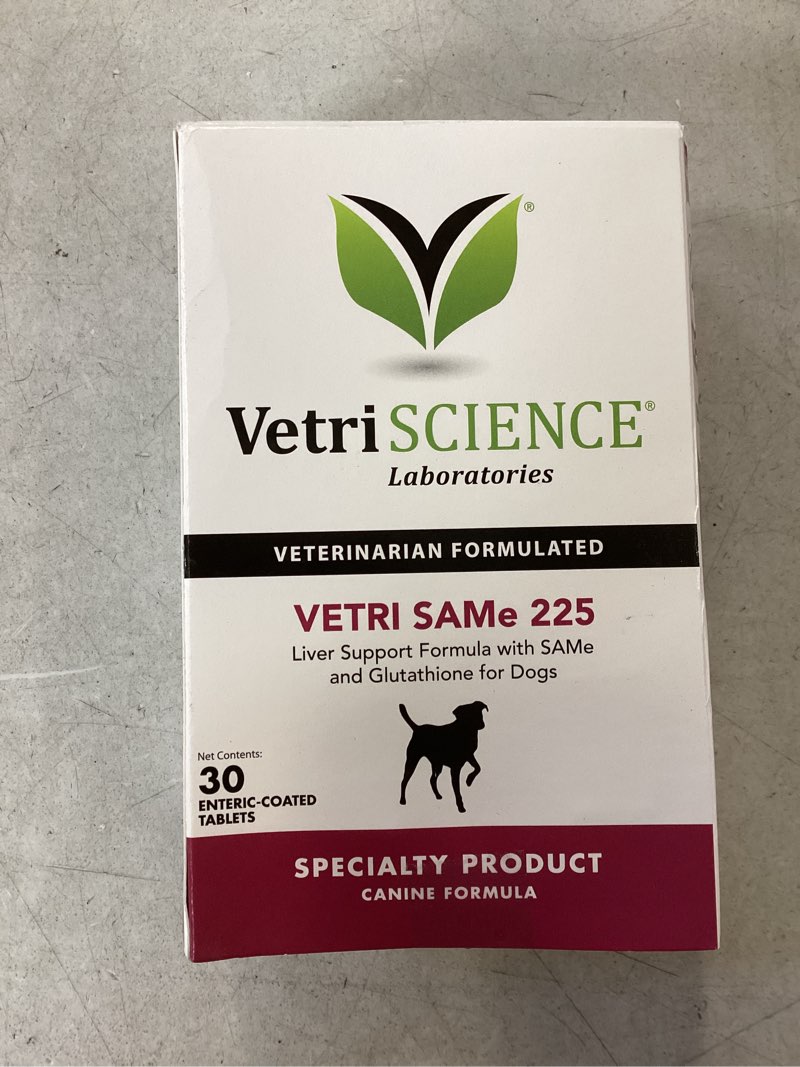 ®
VetriSCIENCE®
Laboratories
VETERINARIAN FORMULATED
VETRI SAMe 225
Liver Support Formula with SAMe
and Glutathione for Dogs
Net Contents:
30
ENTERIC-COATED
TABLETS
SPECIALTY PRODUCT
CANINE FORMULA